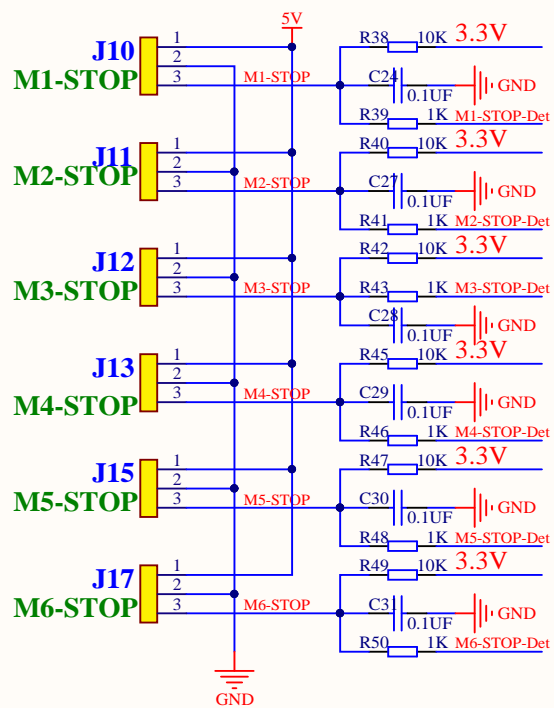 5V
J10
M1-STOP
1
2
3
M1-STOP
R38 10K 3.3V
C24 0.1UF GND
R39 1K M1-STOP-Det
J11
M2-STOP
1
2
3
M2-STOP
R40 10K 3.3V
C27 0.1UF GND
R41 1K M2-STOP-Det
J12
M3-STOP
1
2
3
M3-STOP
R42 10K 3.3V
R43 1K M3-STOP-Det
C28 0.1UF GND
J13
M4-STOP
1
2
3
M4-STOP
R45 10K 3.3V
C29 0.1UF GND
R46 1K M4-STOP-Det
J15
M5-STOP
1
2
3
M5-STOP
R47 10K 3.3V
C30 0.1UF GND
R48 1K M5-STOP-Det
J17
M6-STOP
1
2
3
M6-STOP
R49 10K 3.3V
C31 0.1UF GND
R50 1K M6-STOP-Det
GND